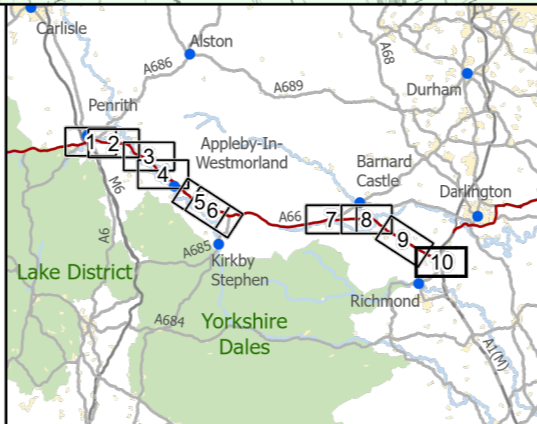 Carlisle
Alston
A68
A686
A689
Durham
Penrith
1
2
3
4
5
6
Appleby-In-
Westmorland
Barnard
Castle
Darlington
M6
A6
A66
7
8
9
10
A685
Kirkby
Stephen
Lake District
Richmond
A684
Yorkshire
Dales
A1(M)